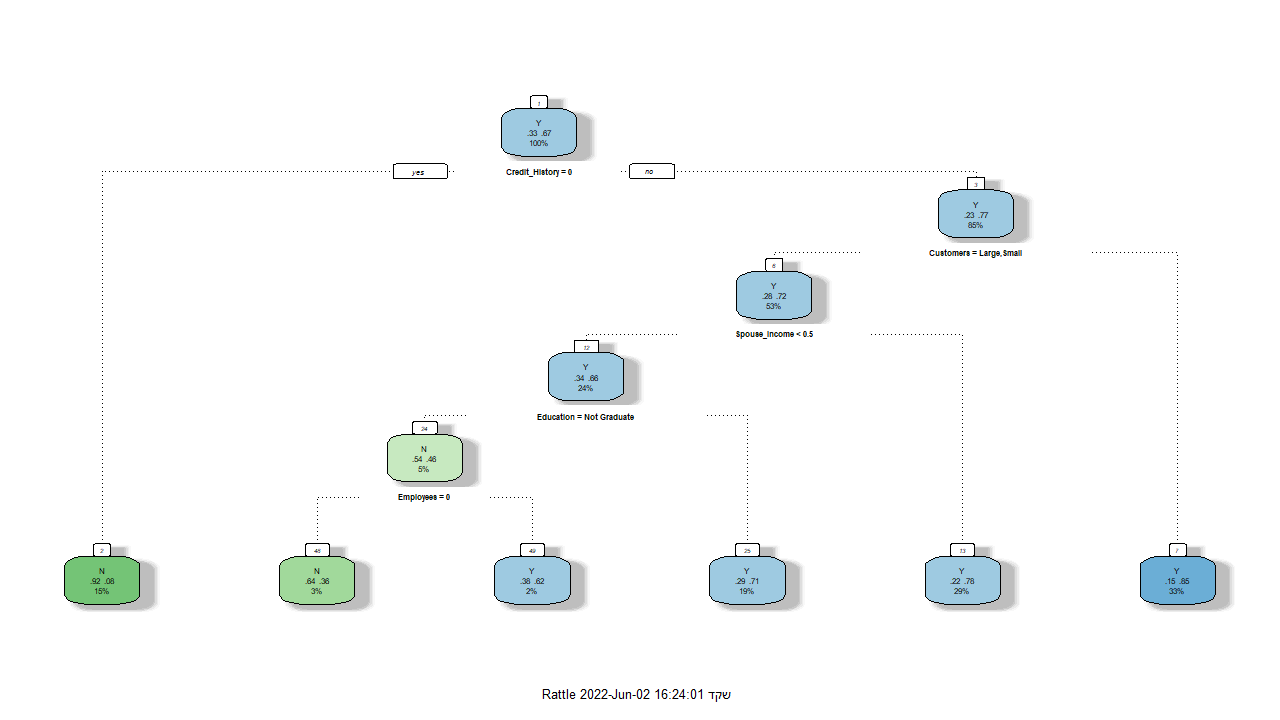 1
Y
.33 .67
100%
yes
Credit_History = 0
no
3
Y
.23 .77
85%
Customers = Large,Small
6
Y
.28 .72
53%
Spouse_Income < 0.5
12
Y
.34 .66
24%
Education = Not Graduate
24
N
.54 .46
5%
Employees = 0
2
N
.92 .08
15%
48
N
.64 .36
3%
49
Y
.38 .62
2%
25
Y
.29 .71
19%
13
Y
.22 .78
29%
7
Y
.15 .85
33%
Rattle 2022-Jun-02 16:24:01 שקד